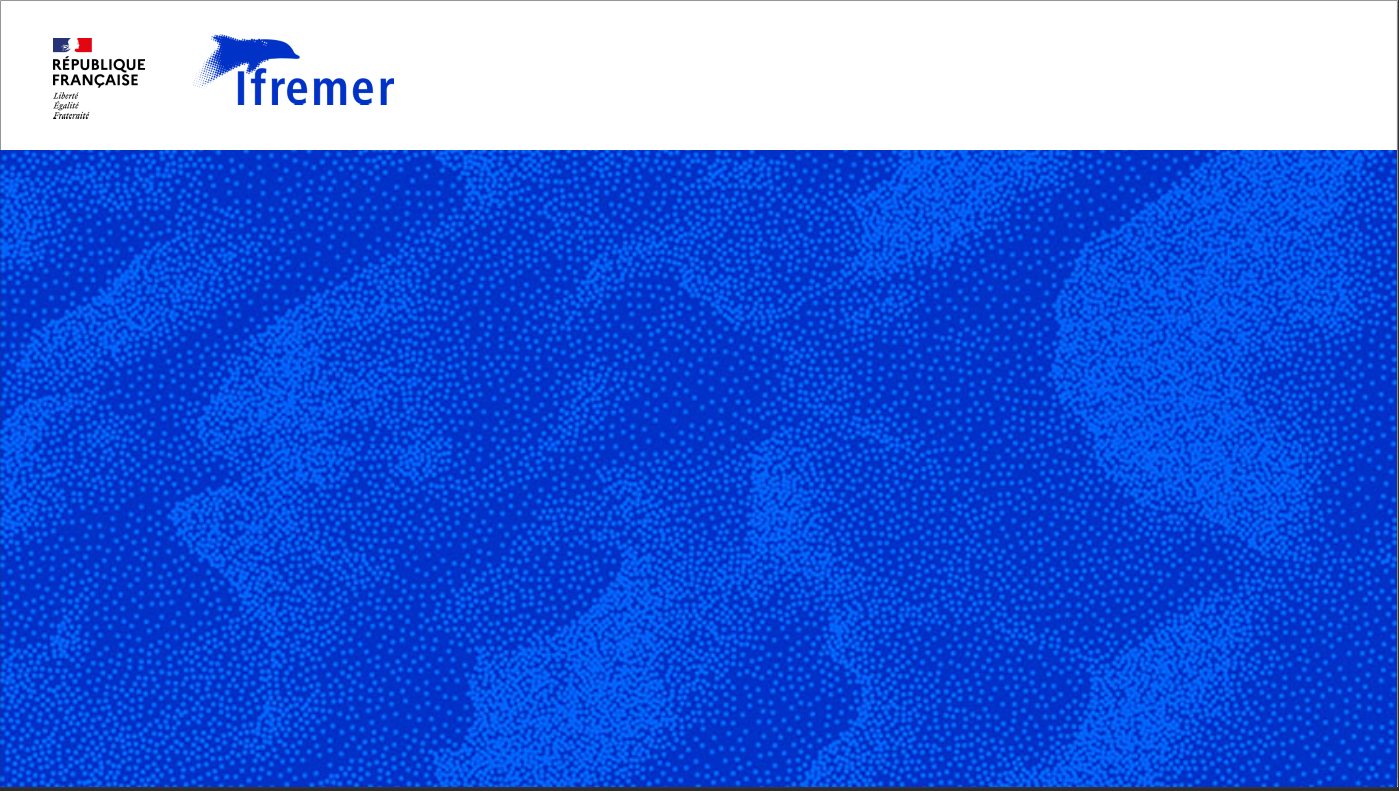 RÉPUBLIQUE
FRANÇAISE
Liberté
Égalité
Fraternité
Ifremer